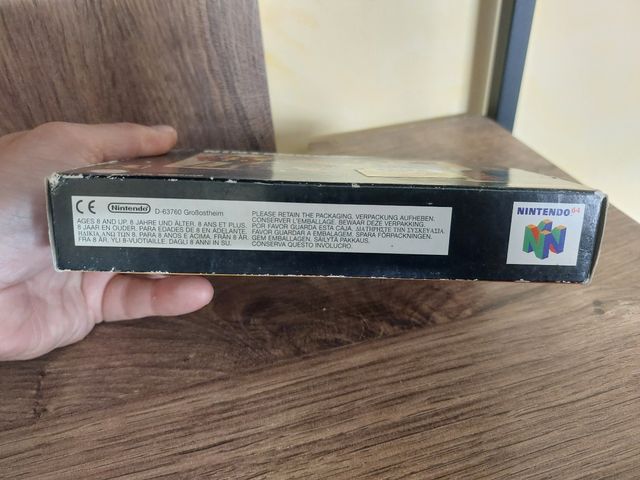 CE Nintendo D-63760 Großostheim
AGES 8 AND UP. 8 JAHRE UND ÄLTER. 8 ANS ET PLUS.
8 JAAR EN OUDER. PARA EDADES DE 8 EN ADELANTE.
ΗΛΙΚΙΑ ΑΝΩ ΤΩΝ 8. PARA 8 ANOS E ACIMA. FRÅN 8 ÅR.
FRA 8 ÅR. YLI 8-VUOTIAILLE. DAGLI 8 ANNI IN SU.
PLEASE RETAIN THE PACKAGING. VERPACKUNG AUFHEBEN.
CONSERVER L'EMBALLAGE. BEWAAR DEZE VERPAKKING.
POR FAVOR GUARDA ESTA CAJA. ΔΙΑΤΗΡΗΣΤΕ ΤΗΝ ΣΥΣΚΕΥΑΣΙΑ
FAVOR GUARDAR A EMBALAGEM. SPARA FÖRPACKNINGEN.
GEM EMBALLAGEN. SÄILYTÄ PAKKAUS.
CONSERVA QUESTO INVOLUCRO.
NINTENDO 64